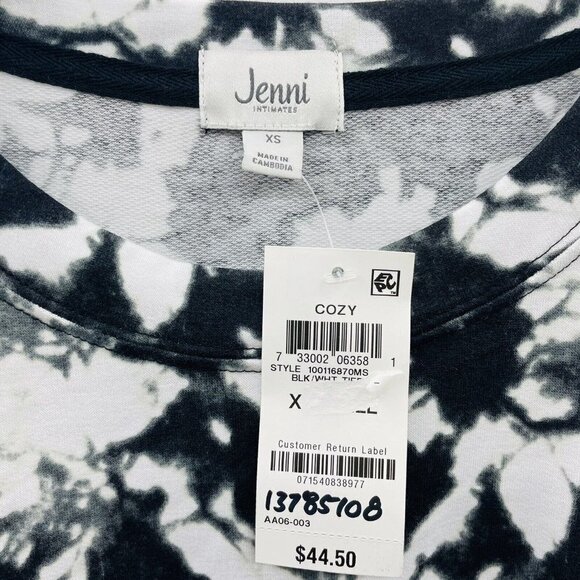 Jenni
INTIMATES
XS
MADE IN
CAMBODIA
COZY
7 33002 06358 1
STYLE 100116870MS
BLK/WHT
X
Customer Return Label
071540838977
13785108
AA06-003
$44.50